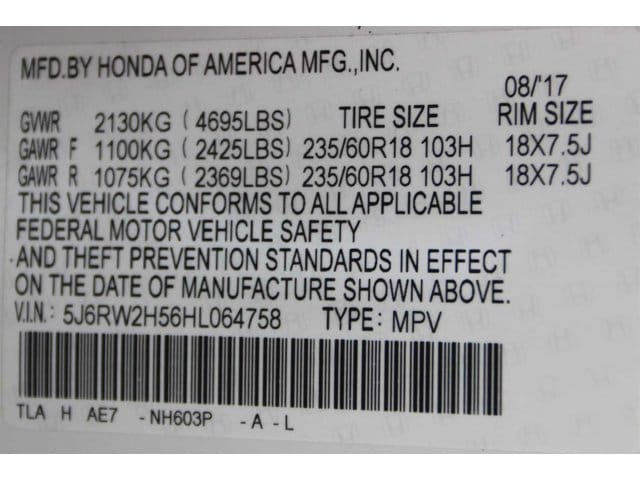 MFD.BY HONDA OF AMERICA MFG.,INC.
08/'17
GVWR 2130KG ( 4695LBS) TIRE SIZE RIM SIZE
GAWR F 1100KG ( 2425LBS) 235/60R18 103H 18X7.5J
GAWR R 1075KG ( 2369LBS) 235/60R18 103H 18X7.5J
THIS VEHICLE CONFORMS TO ALL APPLICABLE
FEDERAL MOTOR VEHICLE SAFETY
AND THEFT PREVENTION STANDARDS IN EFFECT
ON THE DATE OF MANUFACTURE SHOWN ABOVE.
V.I.N.: 5J6RW2H56HL064758 TYPE: MPV
TLA H AE7 - NH603P - A - L